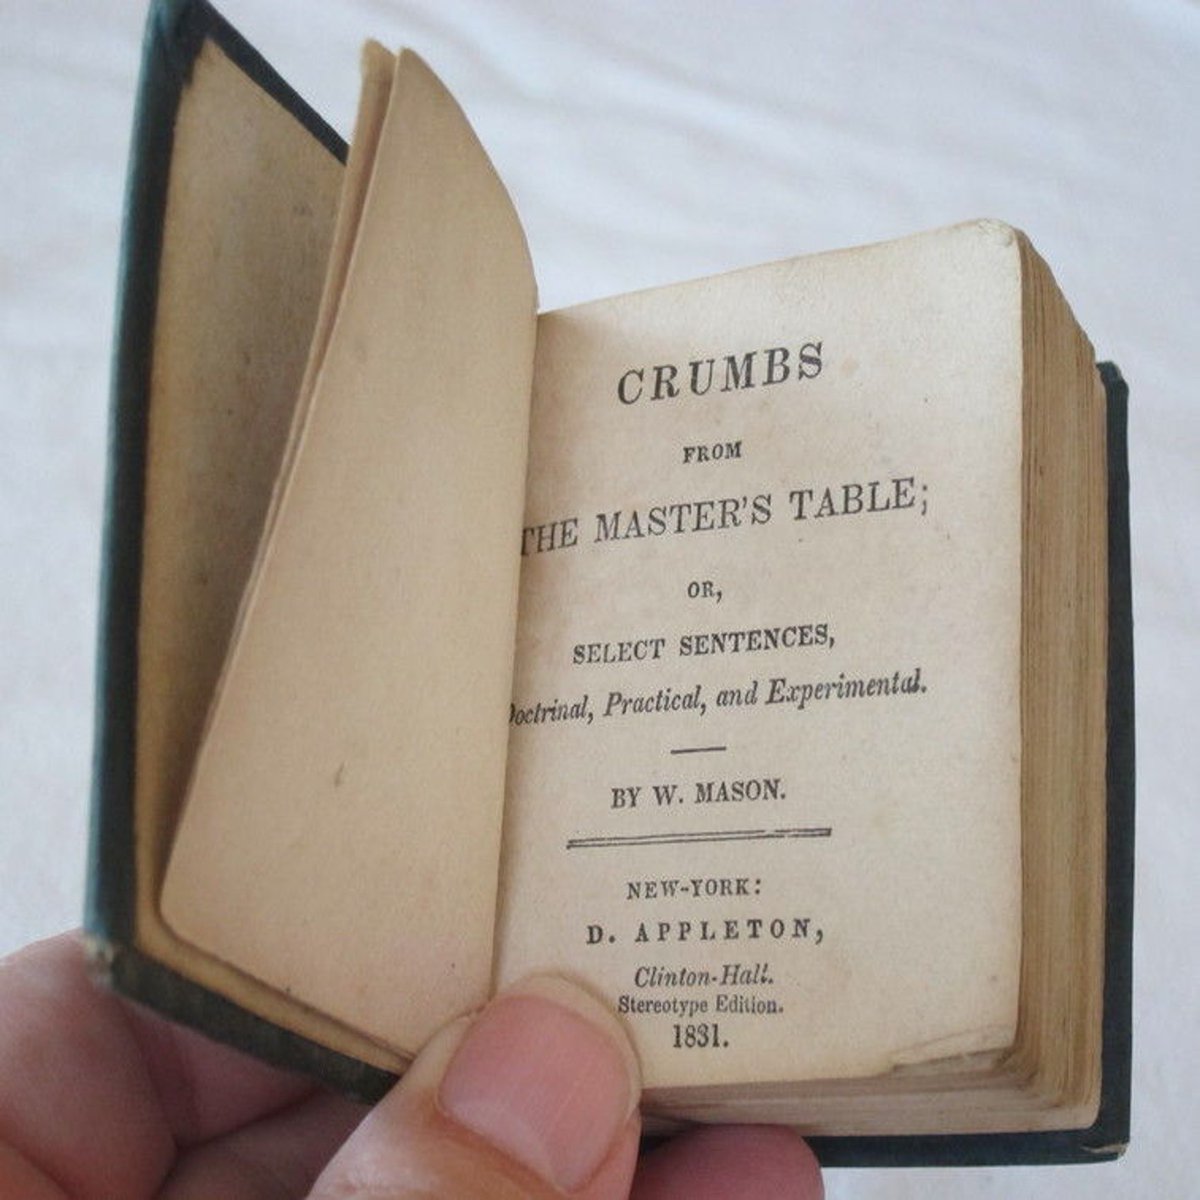 CRUMBS
FROM
THE MASTER'S TABLE;
OR,
SELECT SENTENCES,
Doctrinal, Practical, and Experimental.
BY W. MASON.
NEW-YORK:
D. APPLETON,
Clinton-Hall.
Stereotype Edition.
1831.